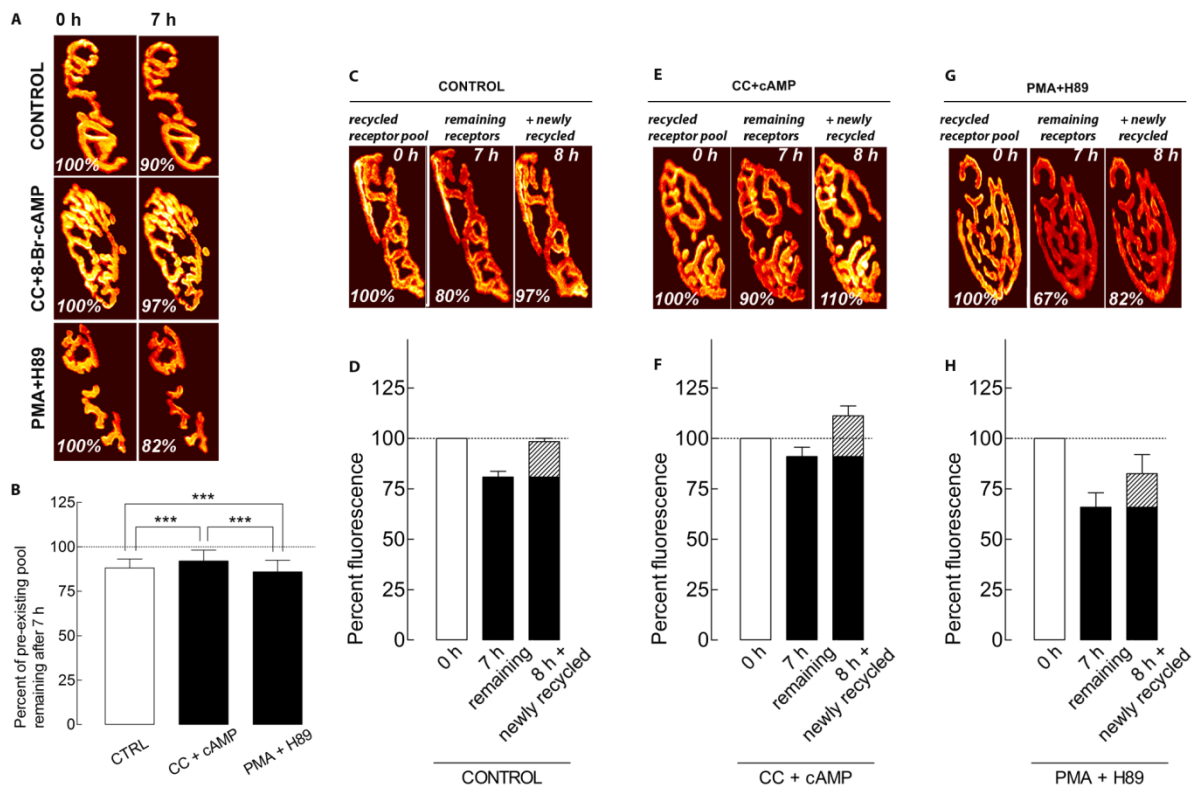 A
0 h 7 h
CONTROL
100% 90%
CC+8-Br-cAMP
100% 97%
PMA+H89
100% 82%
B
Percent of pre-existing pool
remaining after 7 h
125
100
75
50
25
0
***
*** ***
CTRL CC + cAMP PMA + H89
C
CONTROL
recycled remaining + newly
receptor pool receptors recycled
0 h 7 h 8 h
100% 80% 97%
D
Percent fluorescence
125
100
75
50
25
0
0 h
7 h
remaining
8 h +
newly recycled
CONTROL
E
CC+cAMP
recycled remaining + newly
receptor pool receptors recycled
0 h 7 h 8 h
100% 90% 110%
F
Percent fluorescence
125
100
75
50
25
0
0 h
7 h
remaining
8 h +
newly recycled
CC + cAMP
G
PMA+H89
recycled remaining + newly
receptor pool receptors recycled
0 h 7 h 8 h
100% 67% 82%
H
Percent fluorescence
125
100
75
50
25
0
0 h
7 h
remaining
8 h +
newly recycled
PMA + H89